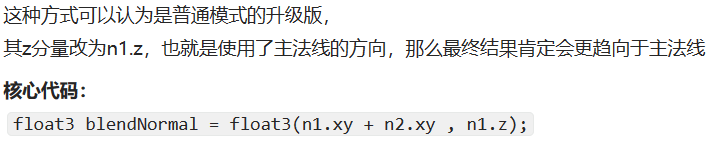 这种方式可以认为是普通模式的升级版，
其z分量改为n1.z，也就是使用了主法线的方向，那么最终结果肯定会更趋向于主法线
核心代码：
float3 blendNormal = float3(n1.xy + n2.xy , n1.z);